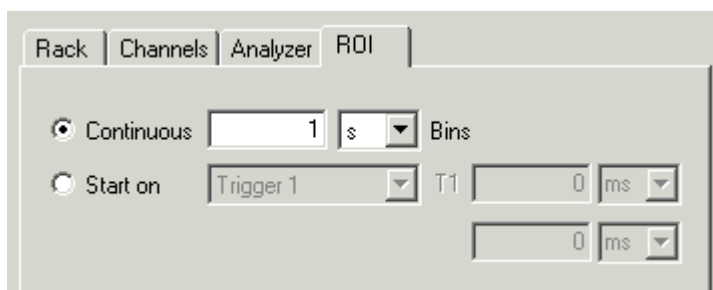 Rack Channels Analyzer ROI
Continuous 1 s Bins
Start on Trigger 1 T1 0 ms
0 ms